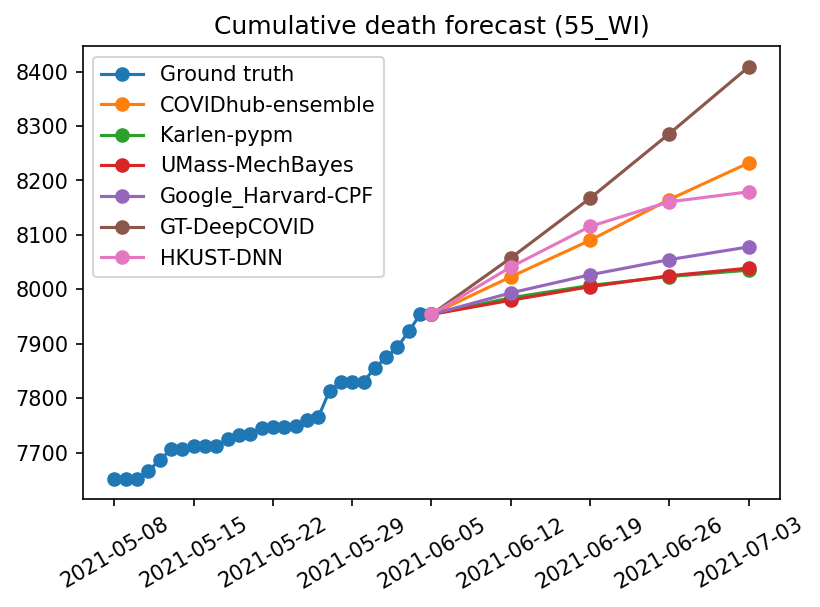 Cumulative death forecast (55_WI)
8400
8300
8200
8100
8000
7900
7800
7700
Ground truth
COVIDhub-ensemble
Karlen-pypm
UMass-MechBayes
Google_Harvard-CPF
GT-DeepCOVID
HKUST-DNN
2021-05-08
2021-05-15
2021-05-22
2021-05-29
2021-06-05
2021-06-12
2021-06-19
2021-06-26
2021-07-03